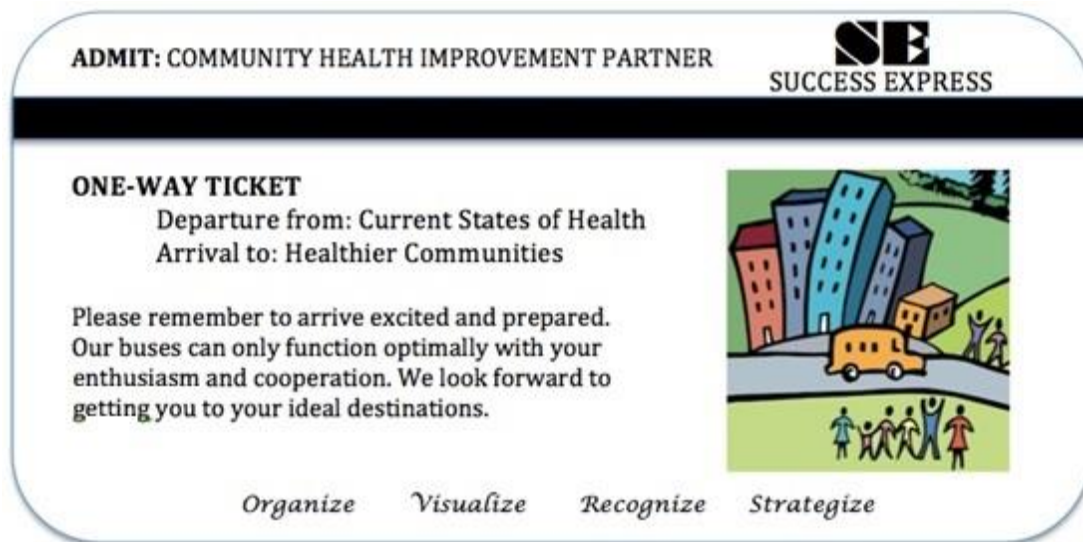 ADMIT: COMMUNITY HEALTH IMPROVEMENT PARTNER
SE
SUCCESS EXPRESS
ONE-WAY TICKET
Departure from: Current States of Health
Arrival to: Healthier Communities
Please remember to arrive excited and prepared.
Our buses can only function optimally with your
enthusiasm and cooperation. We look forward to
getting you to your ideal destinations.
Organize Visualize Recognize Strategize